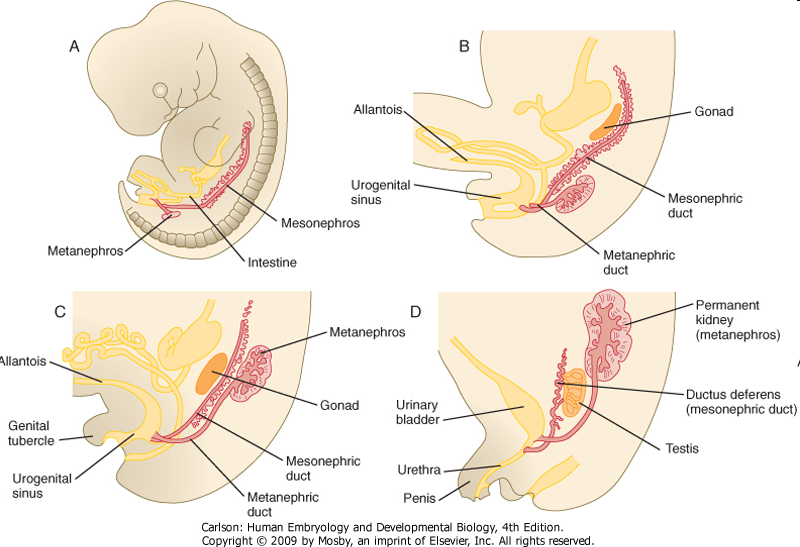 A
Metanephros
Intestine
Mesonephros
B
Allantois
Urogenital
sinus
Gonad
Mesonephric
duct
Metanephric
duct
C
Allantois
Genital
tubercle
Urogenital
sinus
Metanephros
Gonad
Mesonephric
duct
Metanephric
duct
D
Urinary
bladder
Urethra
Penis
Permanent
kidney
(metanephros)
Ductus deferens
(mesonephric duct)
Testis
Carlson: Human Embryology and Developmental Biology, 4th Edition.
Copyright © 2009 by Mosby, an imprint of Elsevier, Inc. All rights reserved.